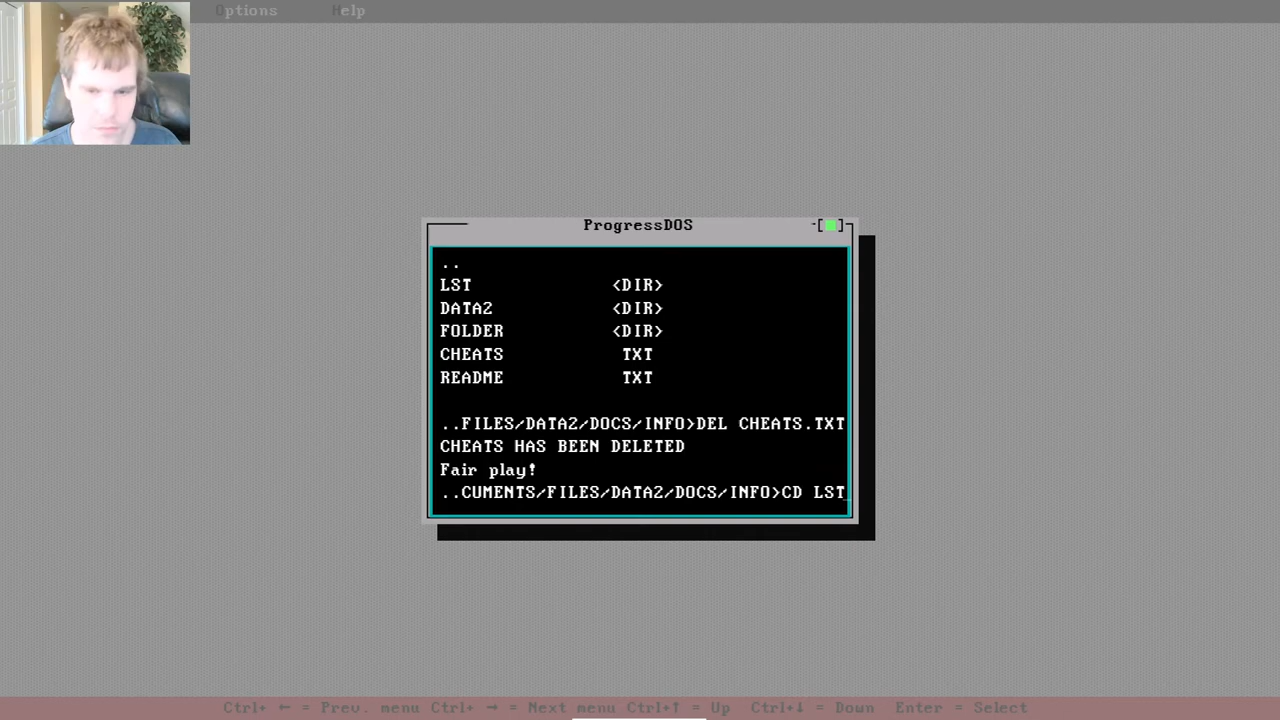 Options Help
ProgressDOS
..
LST <DIR>
DATA2 <DIR>
FOLDER <DIR>
CHEATS TXT
README TXT
..FILES/DATA2/DOCS/INFO>DEL CHEATS.TXT
CHEATS HAS BEEN DELETED
Fair play!
..CUMENTS/FILES/DATA2/DOCS/INFO>CD LST_
Ctrl+ ← = Prev. menu Ctrl+ → = Next menu Ctrl+↑ = Up Ctrl+↓ = Down Enter = Select